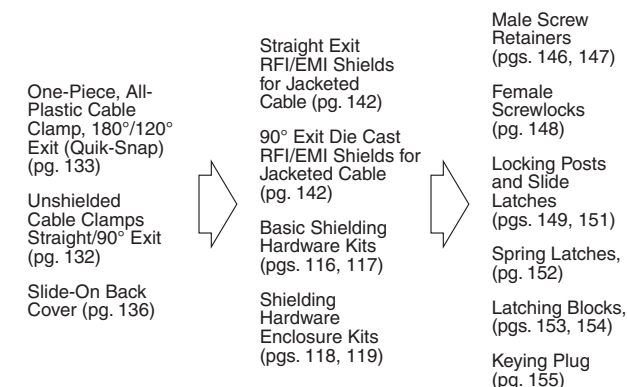 One-Piece, All-
Plastic Cable
Clamp, 180°/120°
Exit (Quik-Snap)
(pg. 133)
Unshielded
Cable Clamps
Straight/90° Exit
(pg. 132)
Slide-On Back
Cover (pg. 136)
Straight Exit
RFI/EMI Shields
for Jacketed
Cable (pg. 142)
90° Exit Die Cast
RFI/EMI Shields for
Jacketed Cable
(pg. 142)
Basic Shielding
Hardware Kits
(pgs. 116, 117)
Shielding
Hardware
Enclosure Kits
(pgs. 118, 119)
Male Screw
Retainers
(pgs. 146, 147)
Female
Screwlocks
(pg. 148)
Locking Posts
and Slide
Latches
(pgs. 149, 151)
Spring Latches,
(pg. 152)
Latching Blocks,
(pgs. 153, 154)
Keying Plug
(pg. 155)